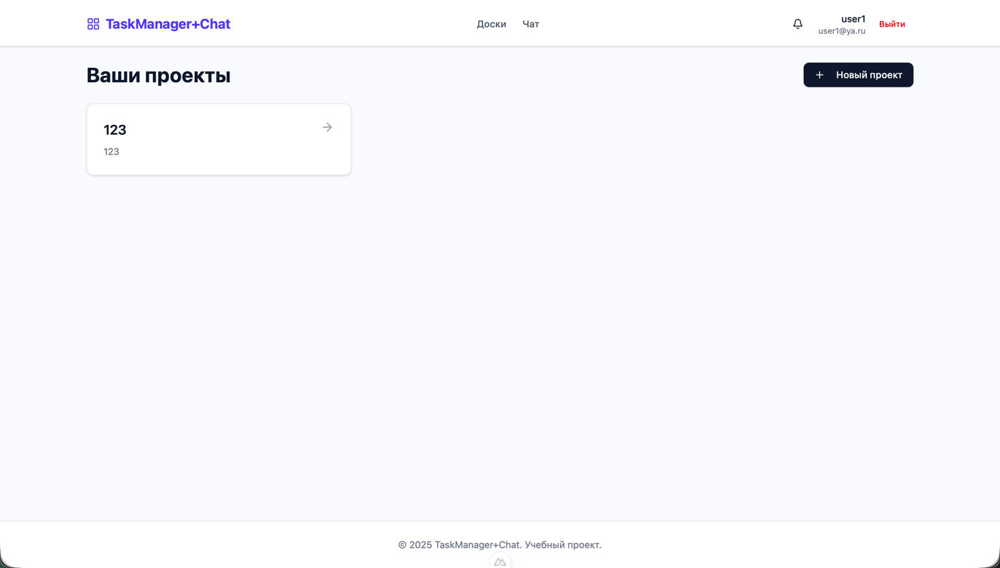 TaskManager+Chat
Доски
Чат
user1
user1@ya.ru
Выйти
Ваши проекты
Новый проект
123
123
© 2025 TaskManager+Chat. Учебный проект.